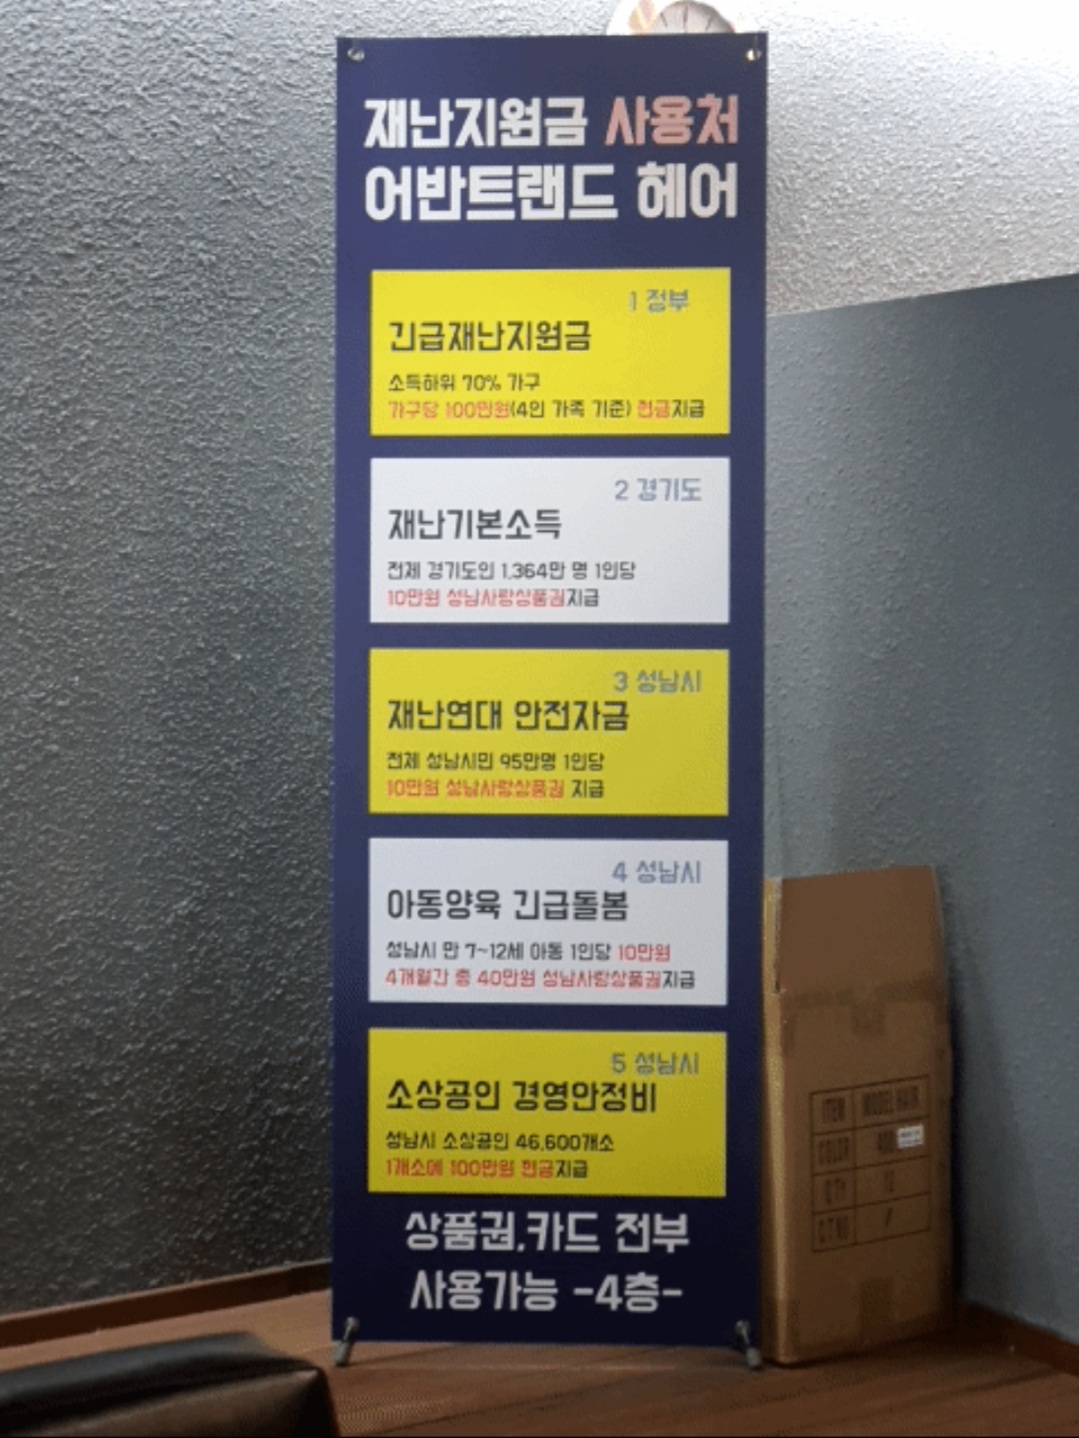 재난지원금 사용처
어반트랜드 헤어
1 정부
긴급재난지원금
소득하위 70% 가구
가구당 100만원(4인 가족 기준) 현금지급
2 경기도
재난기본소득
전체 경기도민 1,364만 명 1인당
10만원 성남사랑상품권지급
3 성남시
재난연대 안전자금
전체 성남시민 95만명 1인당
10만원 성남사랑상품권 지급
4 성남시
아동양육 긴급돌봄
성남시 만 7~12세 아동 1인당 10만원
4개월간 총 40만원 성남사랑상품권지급
5 성남시
소상공인 경영안정비
성남시 소상공인 46,600개소
1개소에 100만원 현금지급
상품권,카드 전부
사용가능 -4층-
ITEM MODEL HAIR
COLOR
QTY 12
CTNO